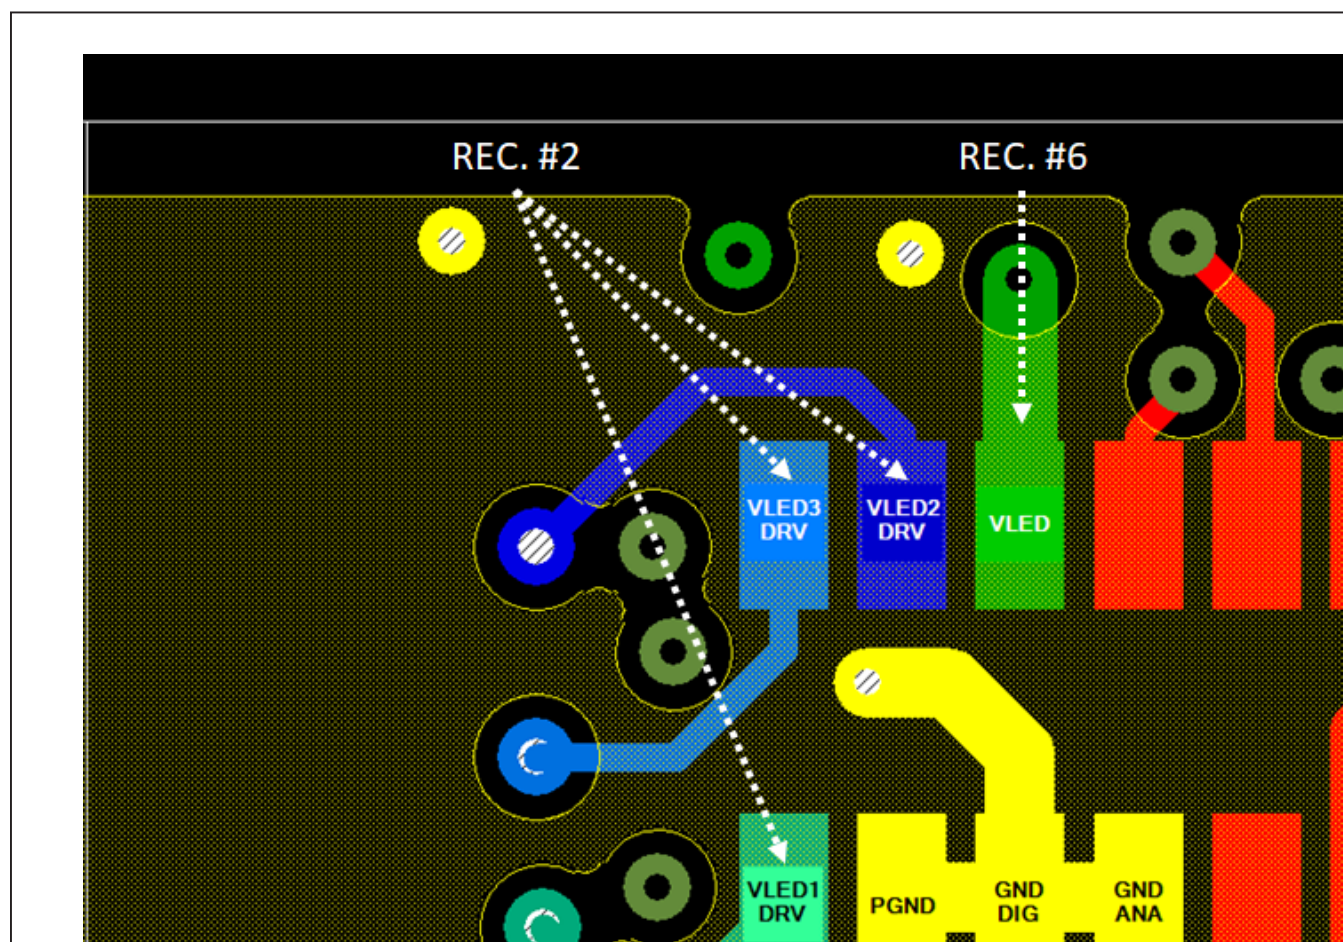 REC. #2
REC. #6
VLED3
DRV
VLED2
DRV
VLED
VLED1
DRV
PGND
GND
DIG
GND
ANA